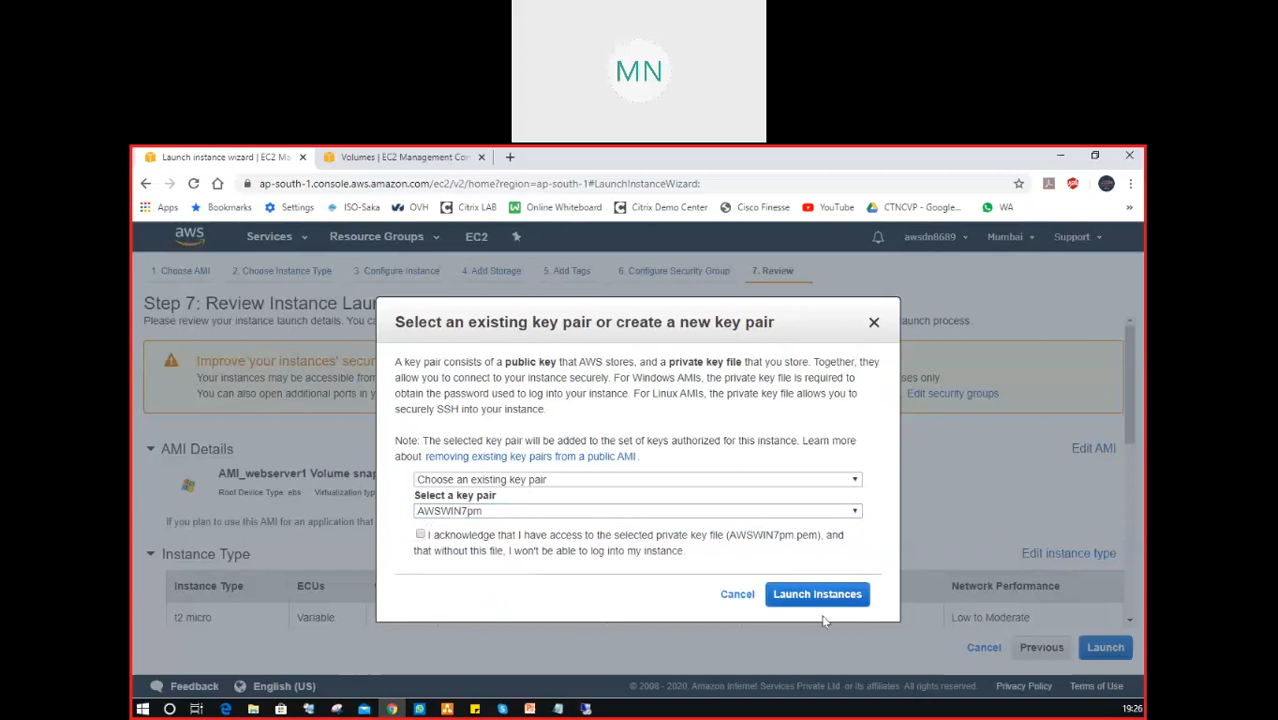 MN
Launch instance wizard | EC2 Ma
Volumes | EC2 Management Con
ap-south-1.console.aws.amazon.com/ec2/v2/home?region=ap-south-1#LaunchInstanceWizard:
Apps Bookmarks Settings ISO-Saka OVH Citrix LAB Online Whiteboard Citrix Demo Center Cisco Finesse YouTube CTNCVP - Google... WA »
aws Services Resource Groups EC2 awsdn8689 Mumbai Support
1. Choose AMI 2. Choose Instance Type 3. Configure Instance 4. Add Storage 5. Add Tags 6. Configure Security Group 7. Review
Step 7: Review Instance Lau
Please review your instance launch details. You ca
aunch process.
Improve your instances' secur
Your instances may be accessible from
ses only
You can also open additional ports in y
Edit security groups
AMI Details
Edit AMI
AMI_webserver1 Volume snap
Root Device Type: ebs Virtualization typ
If you plan to use this AMI for an application that
Instance Type
Edit instance type
Instance Type ECUs Network Performance
t2.micro Variable Low to Moderate
Select an existing key pair or create a new key pair
A key pair consists of a public key that AWS stores, and a private key file that you store. Together, they
allow you to connect to your instance securely. For Windows AMIs, the private key file is required to
obtain the password used to log into your instance. For Linux AMIs, the private key file allows you to
securely SSH into your instance.
Note: The selected key pair will be added to the set of keys authorized for this instance. Learn more
about removing existing key pairs from a public AMI.
Choose an existing key pair
Select a key pair
AWSWIN7pm
I acknowledge that I have access to the selected private key file (AWSWIN7pm.pem), and
that without this file, I won't be able to log into my instance.
Cancel Launch Instances
Cancel Previous Launch
Feedback English (US) © 2008 - 2020, Amazon Internet Services Private Ltd. or its affiliates. All rights reserved. Privacy Policy Terms of Use
19:26